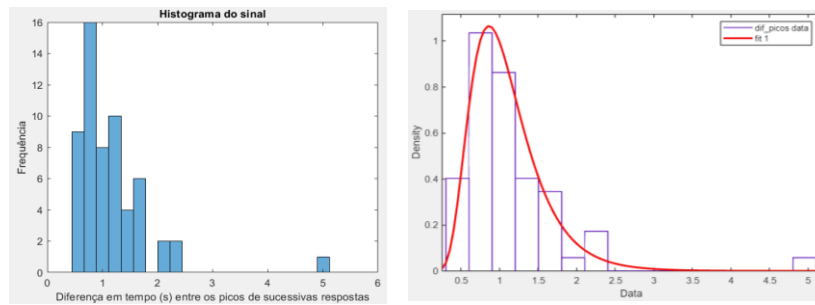 Histograma do sinal
16
14
12
10
8
6
4
2
0
Frequência
0 1 2 3 4 5 6
Diferença em tempo (s) entre os picos de sucessivas respostas
dif_picos data
fit 1
1
0.8
0.6
0.4
0.2
0
Density
0.5 1 1.5 2 2.5 3 3.5 4 4.5 5
Data